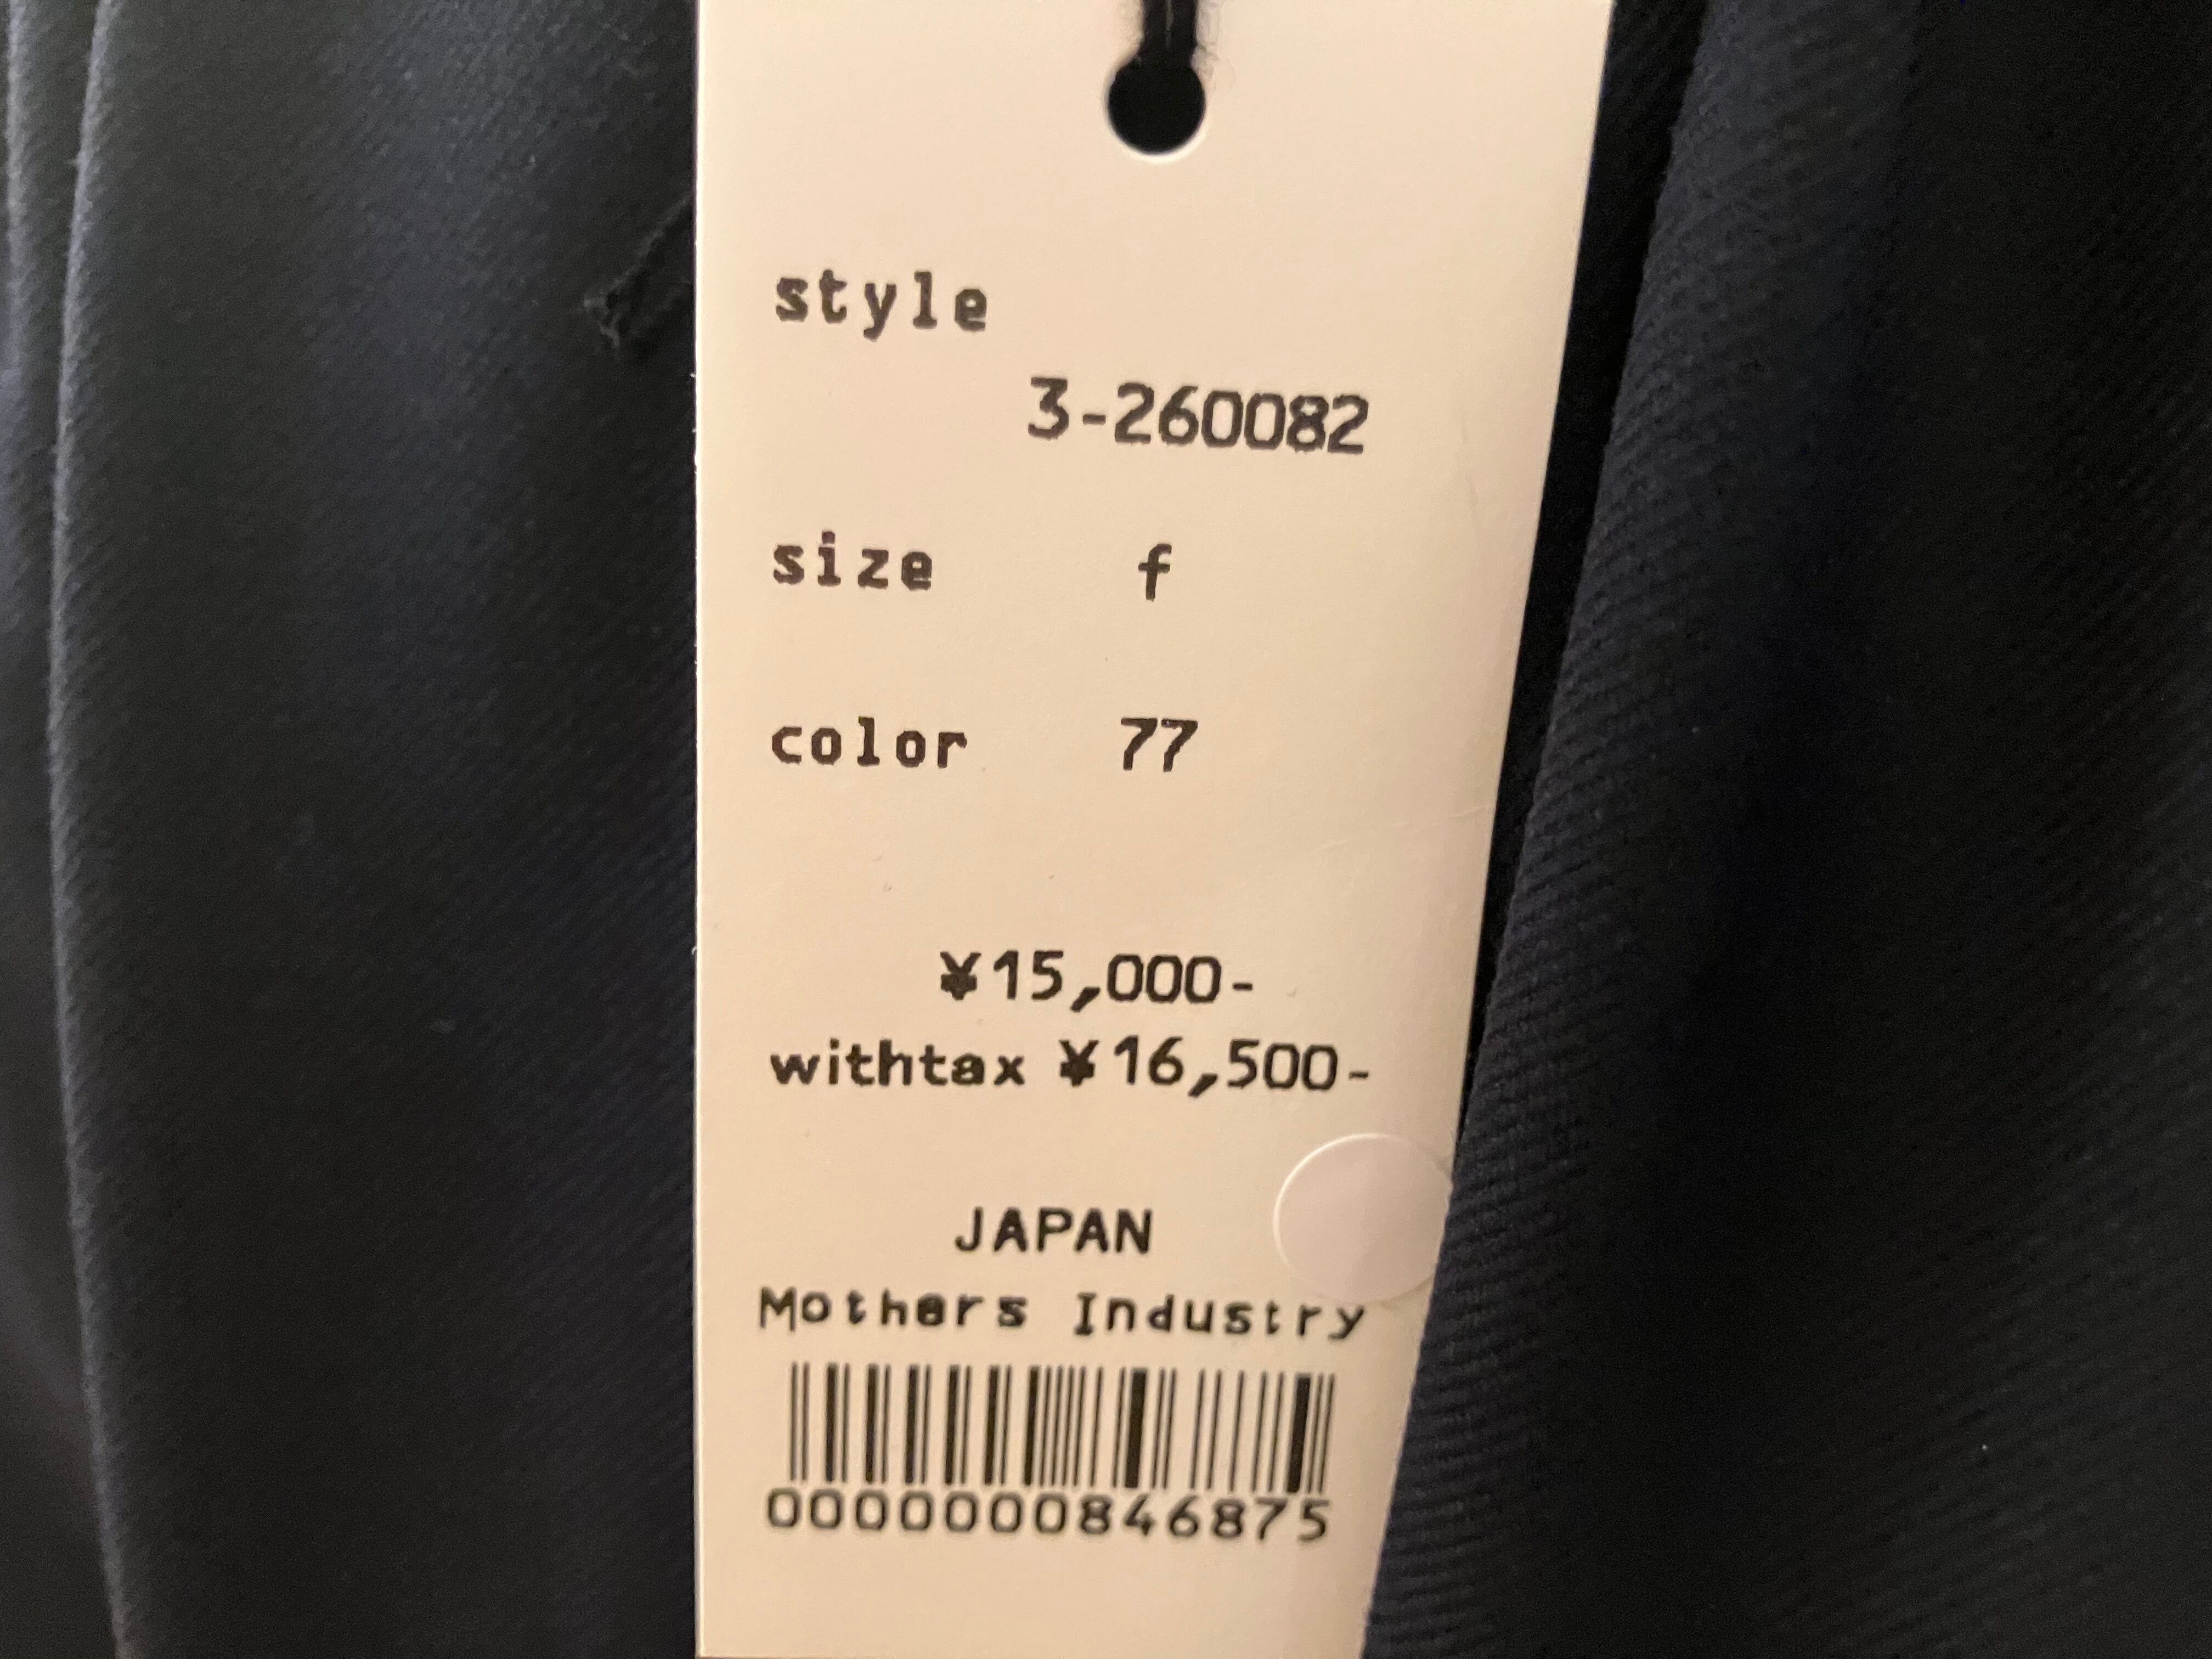 style
3-260082
size f
color 77
¥15,000-
withtax ¥16,500-
JAPAN
Mothers Industry
0000000846875